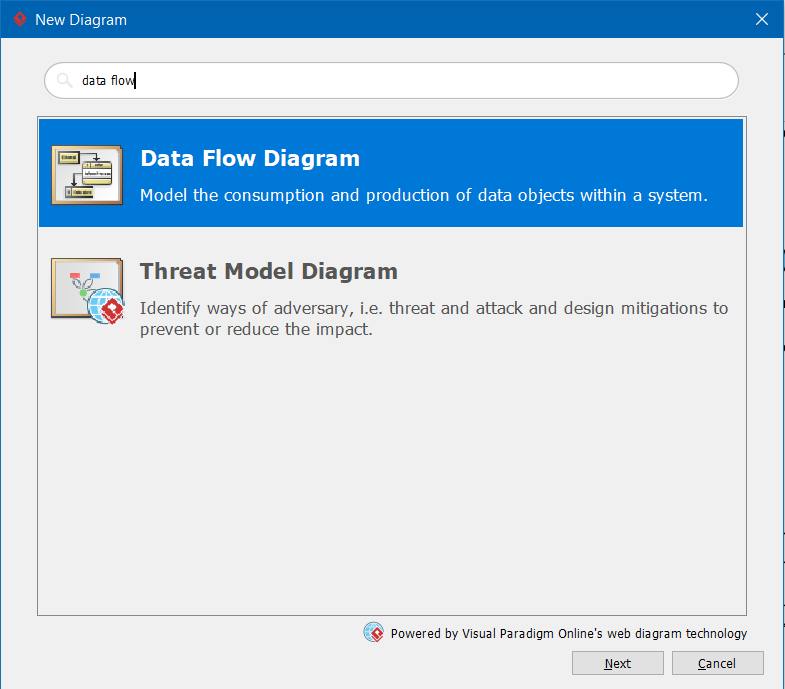 New Diagram
data flow
Data Flow Diagram
Model the consumption and production of data objects within a system.
Threat Model Diagram
Identify ways of adversary, i.e. threat and attack and design mitigations to
prevent or reduce the impact.
Powered by Visual Paradigm Online's web diagram technology
Next
Cancel